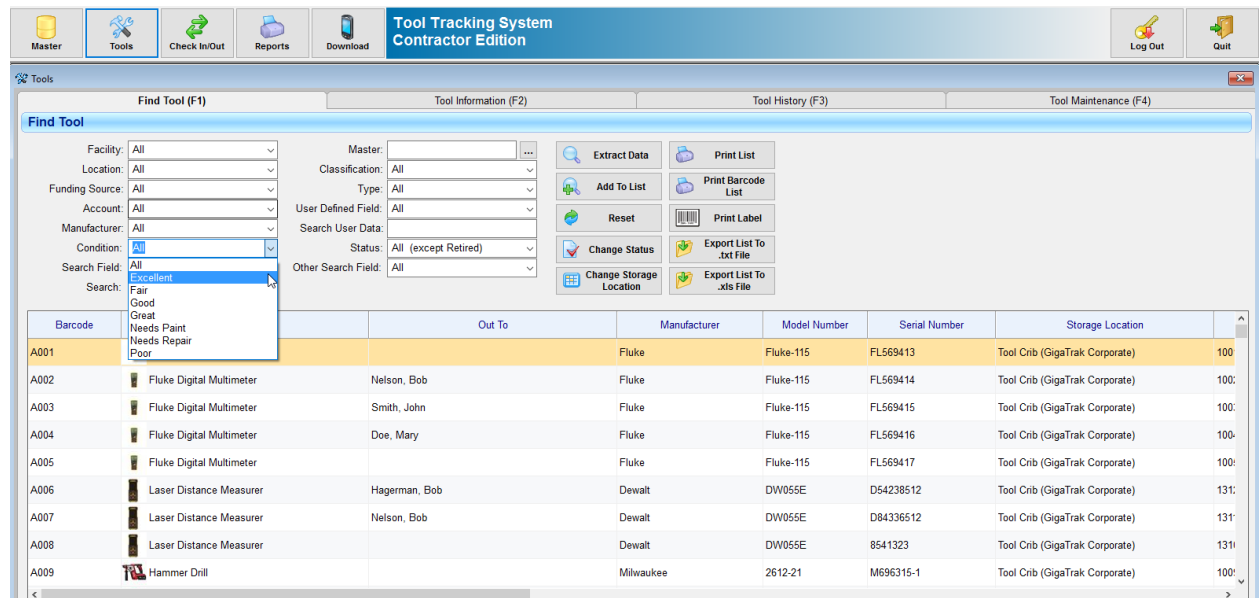 Tool Tracking System
Contractor Edition
Master
Tools
Check In/Out
Reports
Download
Log Out
Quit
Tools
Find Tool (F1)
Tool Information (F2)
Tool History (F3)
Tool Maintenance (F4)
Find Tool
Facility: All
Location: All
Funding Source: All
Account: All
Manufacturer: All
Condition: All
Search Field:
Search:
All
Excellent
Fair
Good
Great
Needs Paint
Needs Repair
Poor
Master: ...
Classification: All
Type: All
User Defined Field: All
Search User Data:
Status: All (except Retired)
Other Search Field: All
Extract Data
Print List
Add To List
Print Barcode
List
Reset
Print Label
Change Status
Export List To
.txt File
Change Storage
Location
Export List To
.xls File
Barcode Out To Manufacturer Model Number Serial Number Storage Location
A001 Fluke Fluke-115 FL569413 Tool Crib (GigaTrak Corporate)
A002 Fluke Digital Multimeter Nelson, Bob Fluke Fluke-115 FL569414 Tool Crib (GigaTrak Corporate)
A003 Fluke Digital Multimeter Smith, John Fluke Fluke-115 FL569415 Tool Crib (GigaTrak Corporate)
A004 Fluke Digital Multimeter Doe, Mary Fluke Fluke-115 FL569416 Tool Crib (GigaTrak Corporate)
A005 Fluke Digital Multimeter Fluke Fluke-115 FL569417 Tool Crib (GigaTrak Corporate)
A006 Laser Distance Measurer Hagerman, Bob Dewalt DW055E D54238512 Tool Crib (GigaTrak Corporate)
A007 Laser Distance Measurer Nelson, Bob Dewalt DW055E D84336512 Tool Crib (GigaTrak Corporate)
A008 Laser Distance Measurer Dewalt DW055E 8541323 Tool Crib (GigaTrak Corporate)
A009 Hammer Drill Milwaukee 2612-21 M696315-1 Tool Crib (GigaTrak Corporate)